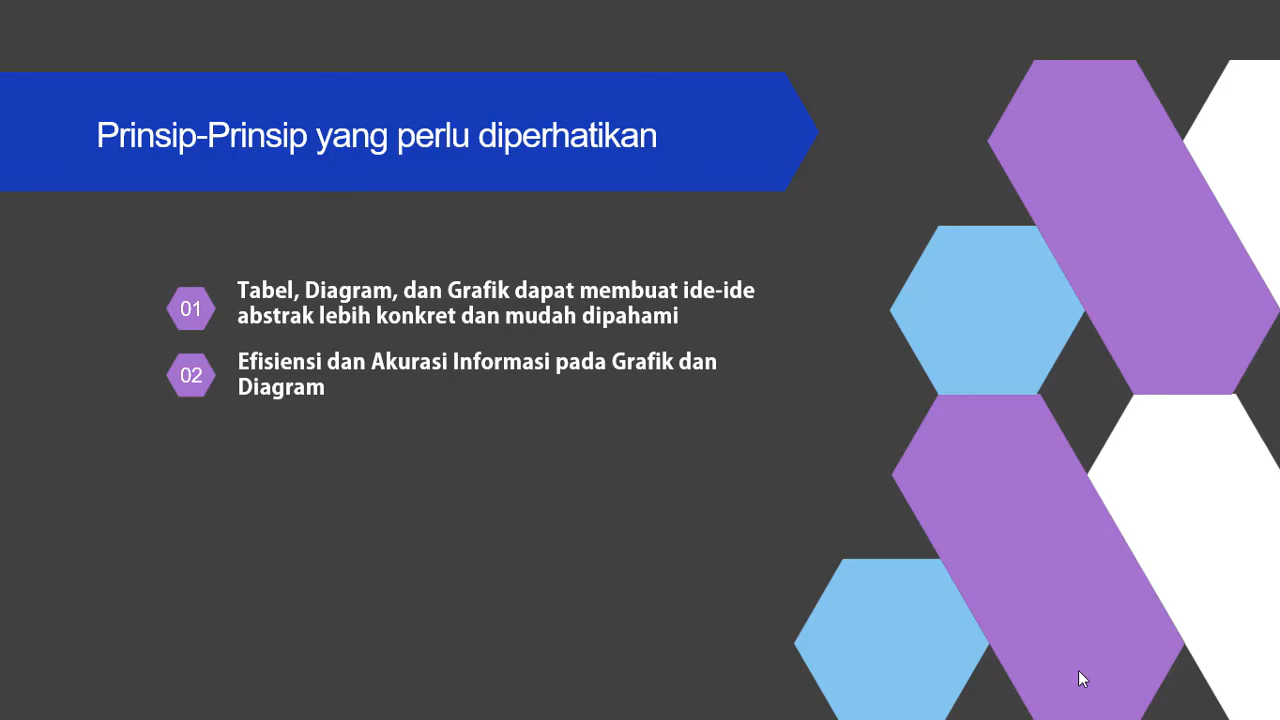 Prinsip-Prinsip yang perlu diperhatikan
01
Tabel, Diagram, dan Grafik dapat membuat ide-ide
abstrak lebih konkret dan mudah dipahami
02
Efisiensi dan Akurasi Informasi pada Grafik dan
Diagram